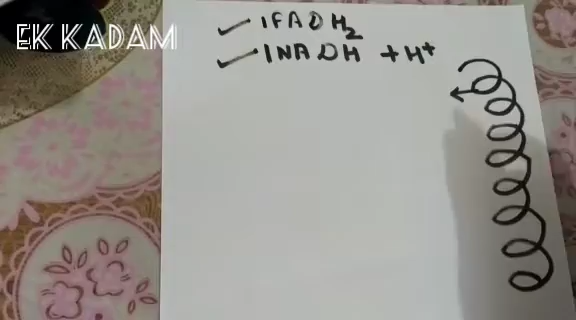 EK KADAM
✓ 1FADH₂
✓ 1NADH + H⁺